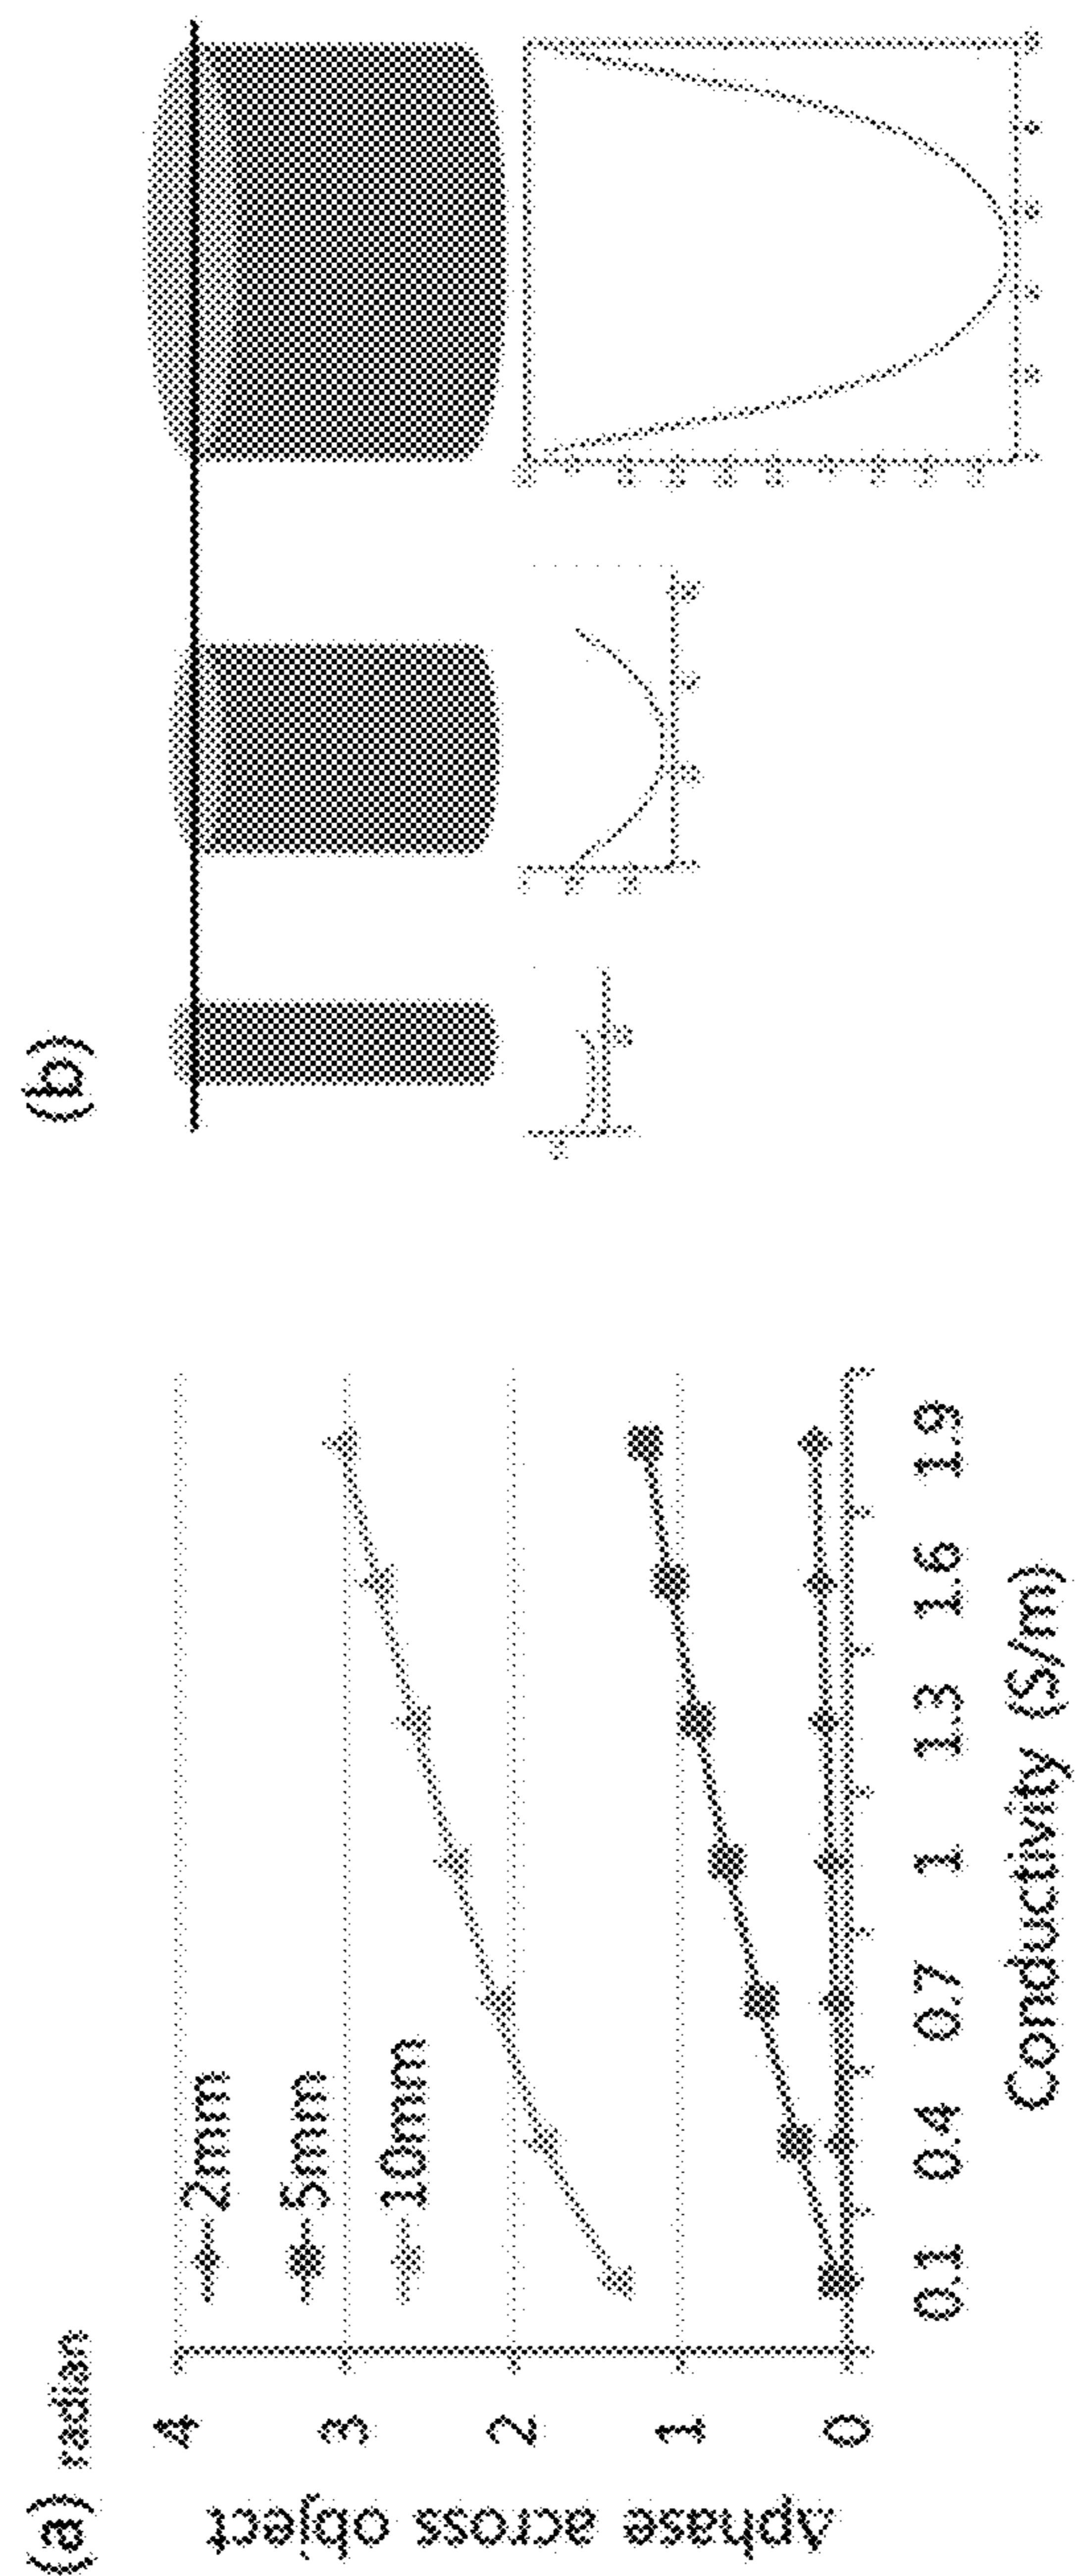 (a) radian
Δphase across object
4
3
2
1
0
2mm
5mm
10mm
0.1 0.4 0.7 1 1.3 1.6 1.9
Conductivity (S/m)
(b)